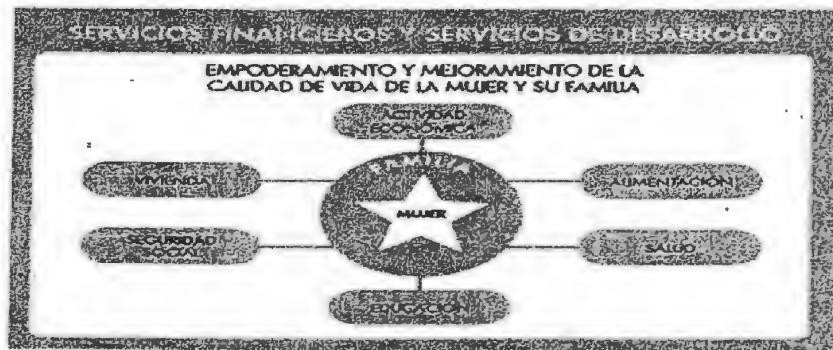 SERVICIOS FINANCIEROS Y SERVICIOS DE DESARROLLO
EMPODERAMIENTO Y MEJORAMIENTO DE LA
CALIDAD DE VIDA DE LA MUJER Y SU FAMILIA
ACTIVIDAD
ECONÓMICA
FAMILIA
VIVIENDA
ALIMENTACIÓN
MUJER
SEGURIDAD
SOCIAL
SALUD
EDUCACIÓN